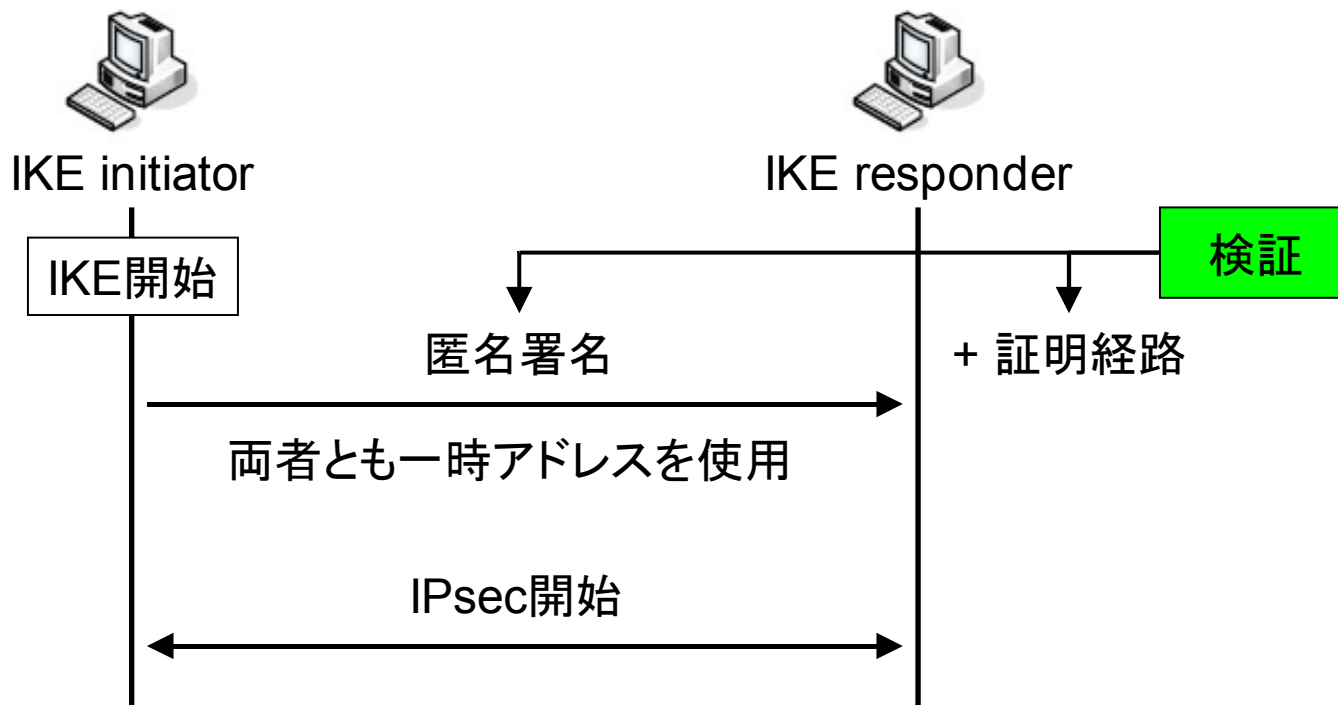 IKE initiator
IKE responder
IKE開始
検証
匿名署名
+ 証明経路
両者とも一時アドレスを使用
IPsec開始